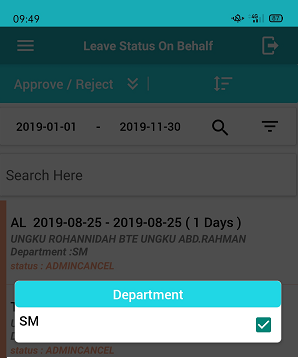 09:49
Leave Status On Behalf
Approve / Reject
2019-01-01 - 2019-11-30
Search Here
AL 2019-08-25 - 2019-08-25 ( 1 Days )
UNGKU ROHANNIDAH BTE UNGKU ABD.RAHMAN
Department :SM
status : ADMINCANCEL
Department
SM
status : ADMINCANCEL